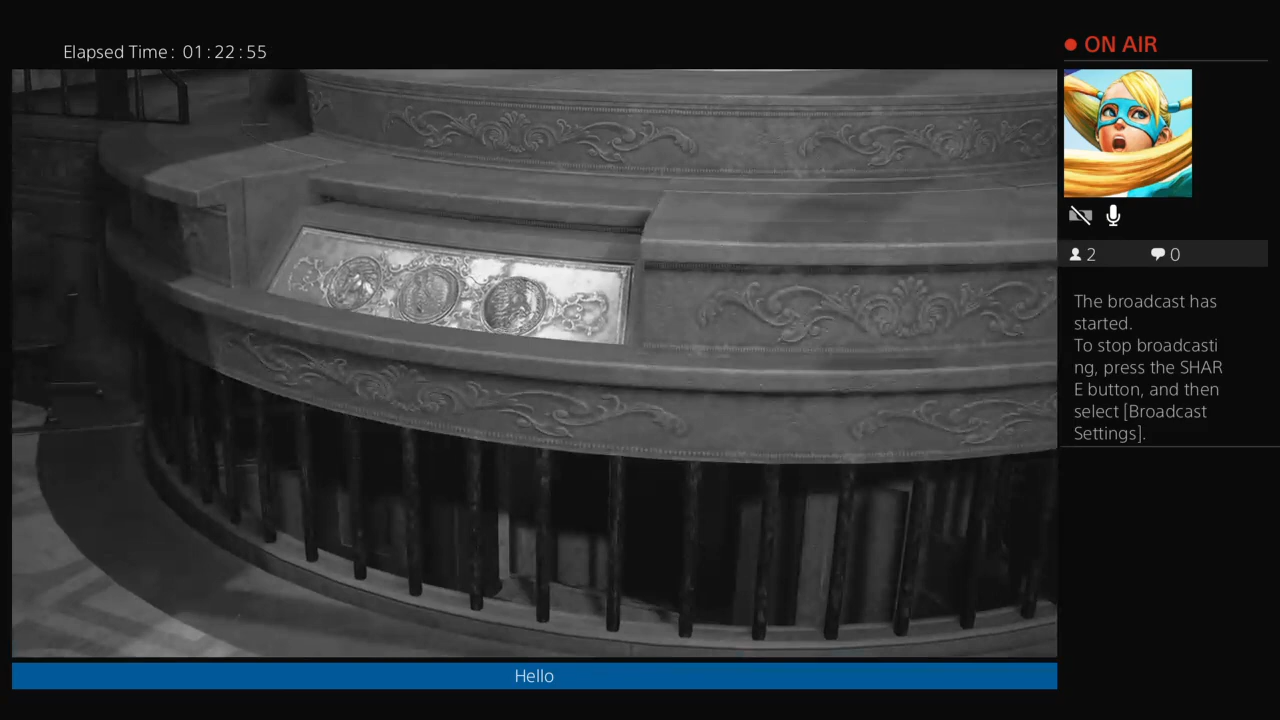 Elapsed Time: 01:22:55
ON AIR
2
0
The broadcast has
started.
To stop broadcasti
ng, press the SHAR
E button, and then
select [Broadcast
Settings].
Hello